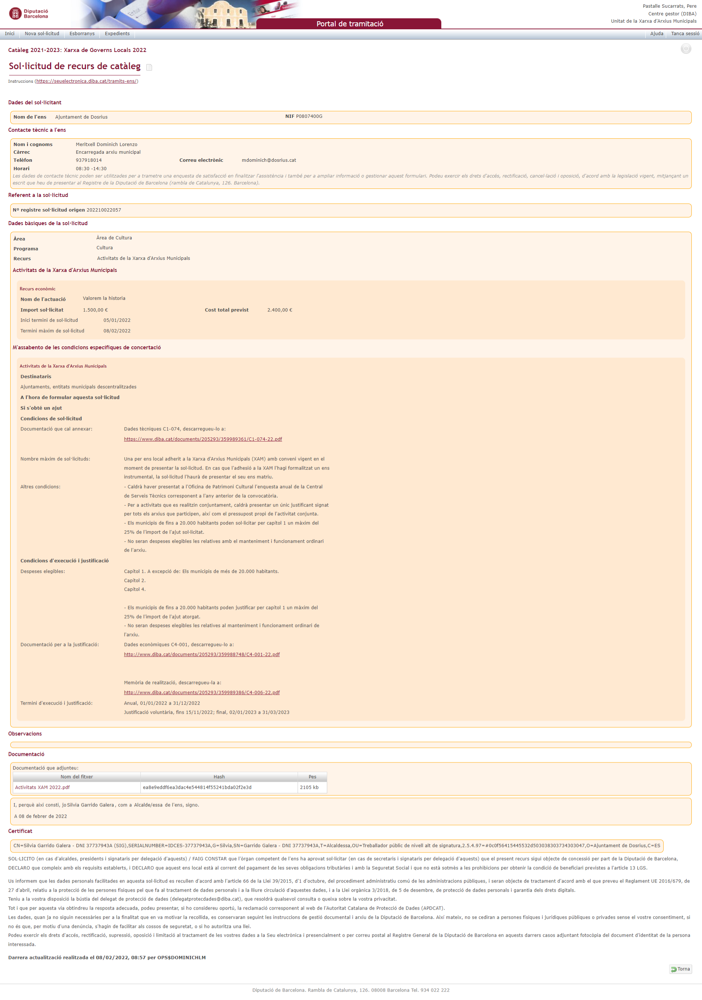 Diputació
Barcelona
Portal de tramitació
Pastalle Sucarrats, Pere
Centre gestor (DIBA)
Unitat de la Xarxa d'Arxius Municipals
Inici Nova sol·licitud Esborranys Expedients Ajuda Tanca sessió
Catàleg 2021-2023: Xarxa de Governs Locals 2022
Sol·licitud de recurs de catàleg
Instruccions (https://seuelectronica.diba.cat/tramits-ens/)
Dades del sol·licitant
Nom de l'ens Ajuntament de Dosrius NIF P0807400G
Contacte tècnic a l'ens
Nom i cognoms Meritxell Dominich Lorenzo
Càrrec Encarregada arxiu municipal
Telèfon 937918014 Correu electrònic mdominich@dosrius.cat
Horari 08:30 -14:30
Les dades de contacte tècnic poden ser utilitzades per a trametre una enquesta de satisfacció en finalitzar l'assistència i també per a ampliar informació o gestionar aquest formulari. Podeu exercir els drets d'accés, rectificació, cancel·lació i oposició, d'acord amb la legislació vigent, mitjançant un
escrit que heu de presentar al Registre de la Diputació de Barcelona (rambla de Catalunya, 126. Barcelona).
Referent a la sol·licitud
Nº registre sol·licitud origen 202210022057
Dades bàsiques de la sol·licitud
Àrea Àrea de Cultura
Programa Cultura
Recurs Activitats de la Xarxa d'Arxius Municipals
Activitats de la Xarxa d'Arxius Municipals
Recurs econòmic
Nom de l'actuació Valorem la historia
Import sol·licitat 1.500,00 € Cost total previst 2.400,00 €
Inici termini de sol·licitud 05/01/2022
Termini màxim de sol·licitud 08/02/2022
M'assabento de les condicions específiques de concertació
Activitats de la Xarxa d'Arxius Municipals
Destinataris
Ajuntaments, entitats municipals descentralitzades
A l'hora de formular aquesta sol·licitud
Si s'obté un ajut
Condicions de sol·licitud
Documentació que cal annexar: Dades tècniques C1-074, descarregueu-lo a:
https://www.diba.cat/documents/205293/359989361/C1-074-22.pdf
Nombre màxim de sol·licituds: Una per ens local adherit a la Xarxa d'Arxius Municipals (XAM) amb conveni vigent en el
moment de presentar la sol·licitud. En cas que l'adhesió a la XAM l'hagi formalitzat un ens
instrumental, la sol·licitud l'haurà de presentar el seu ens matriu.
Altres condicions: - Caldrà haver presentat a l'Oficina de Patrimoni Cultural l'enquesta anual de la Central
de Serveis Tècnics corresponent a l'any anterior de la convocatòria.
- Per a activitats que es realitzin conjuntament, caldrà presentar un únic justificant signat
per tots els arxius que participen, així com el pressupost propi de l'activitat conjunta.
- Els municipis de fins a 20.000 habitants poden sol·licitar per capítol 1 un màxim del
25% de l'import de l'ajut sol·licitat.
- No seran despeses elegibles les relatives amb el manteniment i funcionament ordinari
de l'arxiu.
Condicions d'execució i justificació
Despeses elegibles: Capítol 1. A excepció de: Els municipis de més de 20.000 habitants.
Capítol 2.
Capítol 4.
- Els municipis de fins a 20.000 habitants poden justificar per capítol 1 un màxim del
25% de l'import de l'ajut atorgat.
- No seran despeses elegibles les relatives al manteniment i funcionament ordinari de
l'arxiu.
Documentació per a la justificació: Dades econòmiques C4-001, descarregueu-lo a:
http://www.diba.cat/documents/205293/359988748/C4-001-22.pdf
Memòria de realització, descarregueu-la a:
http://www.diba.cat/documents/205293/359989386/C4-006-22.pdf
Termini d'execució i justificació: Anual, 01/01/2022 a 31/12/2022
Justificació voluntària, fins 15/11/2022; final, 02/01/2023 a 31/03/2023
Observacions
Documentació
Documentació que adjunteu:
Nom del fitxer Hash Pes
Activitats XAM 2022.pdf ea8e9eddf6ea3dac4e544814f55241bda02f2e3d 2105 kb
I, perquè aixi consti, jo Silvia Garrido Galera , com a Alcalde/essa de l'ens, signo.
A 08 de febrer de 2022
Certificat
CN=Silvia Garrido Galera - DNI 37737943A (SIG),SERIALNUMBER=IDCES-37737943A,G=Silvia,SN=Garrido Galera - DNI 37737943A,T=Alcaldessa,OU=Treballador públic de nivell alt de signatura,2.5.4.97=#0c0f56415445532d503038303734303047,O=Ajuntament de Dosrius,C=ES
SOL·LICITO (en cas d'alcaldes, presidents i signataris per delegació d'aquests) / FAIG CONSTAR que l'òrgan competent de l'ens ha aprovat sol·licitar (en cas de secretaris i signataris per delegació d'aquests) que el present recurs sigui objecte de concessió per part de la Diputació de Barcelona,
DECLARO que compleix amb els requisits establerts, i DECLARO que aquest ens local està al corrent del pagament de les seves obligacions tributàries i amb la Seguretat Social i que no està sotmès a les prohibicions per obtenir la condició de beneficiari previstes a l'article 13 LGS.
Us informem que les dades personals facilitades en aquesta sol·licitud es recullen d'acord amb l'article 66 de la Llei 39/2015, d'1 d'octubre, del procediment administratiu comú de les administracions públiques, i seran objecte de tractament d'acord amb el que preveu el Reglament UE 2016/679, de
27 d'abril, relatiu a la protecció de les persones físiques pel que fa al tractament de dades personals i a la lliure circulació d'aquestes dades, i a la Llei orgànica 3/2018, de 5 de desembre, de protecció de dades personals i garantia dels drets digitals.
Teniu a la vostra disposició la bústia del delegat de protecció de dades (delegatprotecdades@diba.cat), que resoldrà qualsevol consulta o queixa sobre la vostra privacitat.
Tot i que per aquesta via obtindreu la resposta adequada, podeu presentar, si ho considereu oportú, la reclamació corresponent al web de l'Autoritat Catalana de Protecció de Dades (APDCAT).
Les dades, quan ja no siguin necessàries per a la finalitat que en va motivar la recollida, es conservaran seguint les instruccions de gestió documental i arxiu de la Diputació de Barcelona. Així mateix, no se cediran a persones físiques i jurídiques públiques o privades sense el vostre consentiment, si
no és que, per motiu d'una denúncia, s'hagin de facilitar als cossos de seguretat, o si ho autoritza una llei.
Podeu exercir els drets d'accés, rectificació, supressió, oposició i limitació al tractament de les vostres dades a la Seu electrònica i presencialment o per correu postal al Registre General de la Diputació de Barcelona en aquests darrers casos adjuntant fotocòpia del document d'identitat de la persona
interessada.
Darrera actualització realitzada el 08/02/2022, 08:57 per OPS$DOMINICHLM
Torna
Diputació de Barcelona. Rambla de Catalunya, 126. 08008 Barcelona Tel. 934 022 222